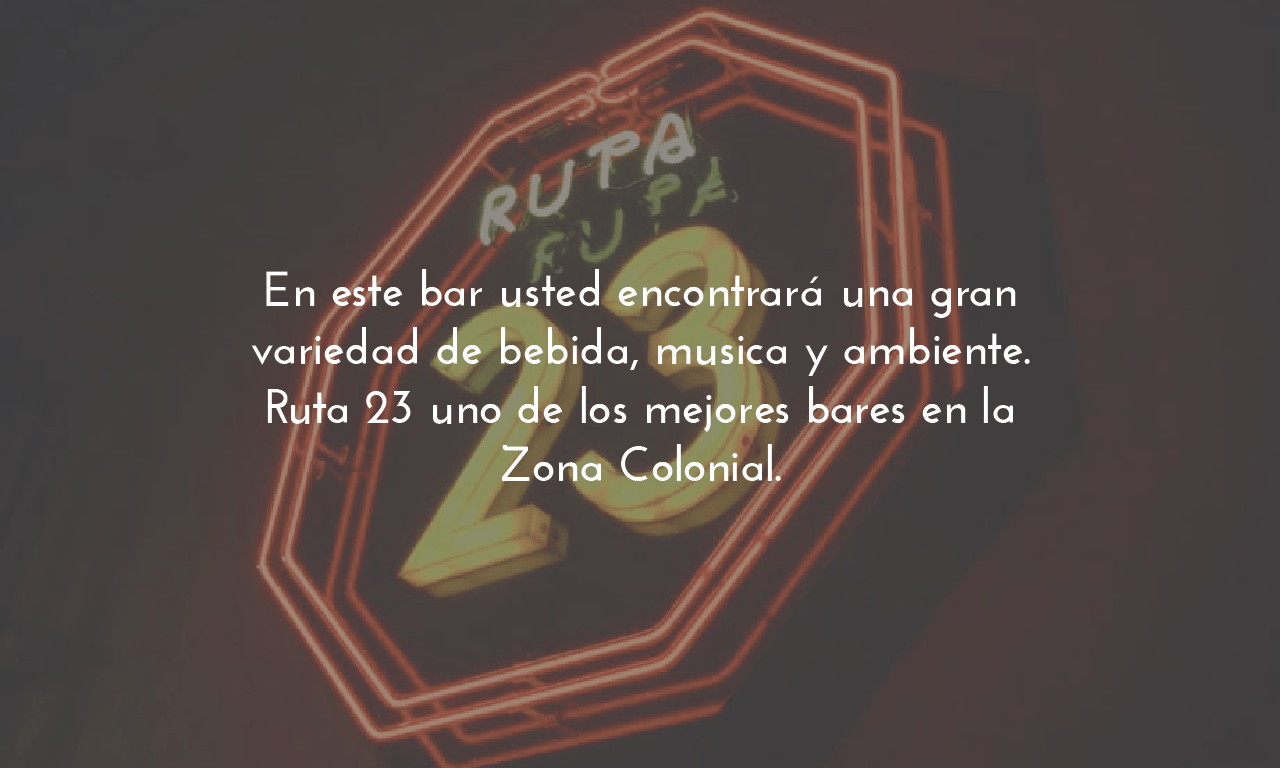 RUTA
23
En este bar usted encontrará una gran
variedad de bebida, musica y ambiente.
Ruta 23 uno de los mejores bares en la
Zona Colonial.